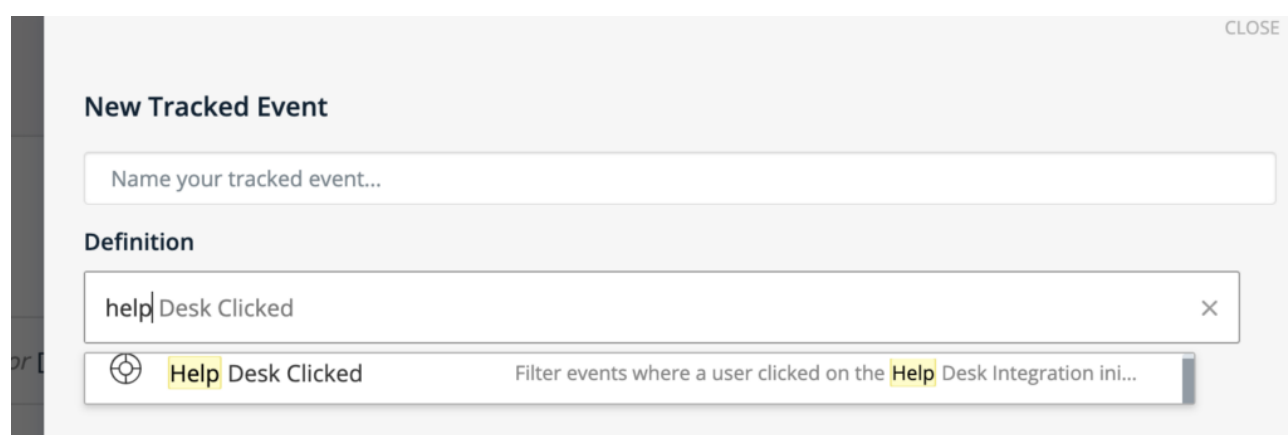 CLOSE
New Tracked Event
Name your tracked event...
Definition
help Desk Clicked
or [
Help Desk Clicked Filter events where a user clicked on the Help Desk Integration ini...